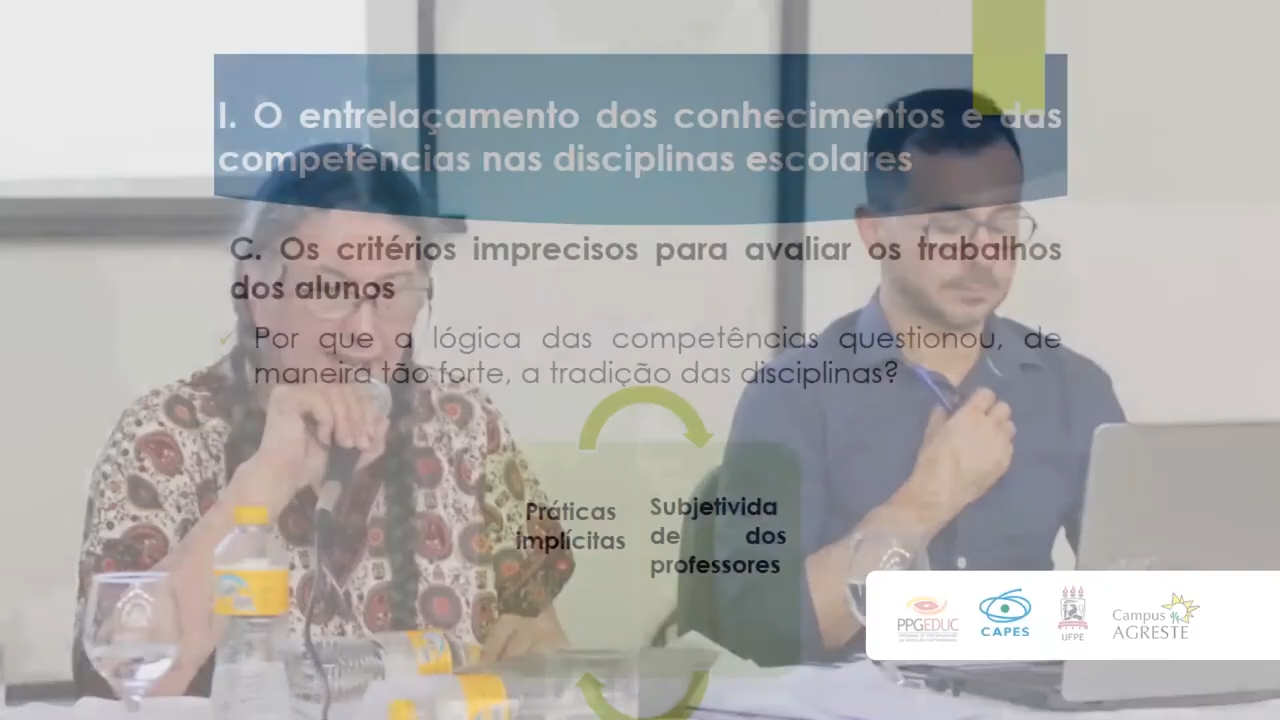 I. O entrelaçamento dos conhecimentos e das
competências nas disciplinas escolares
C. Os critérios imprecisos para avaliar os trabalhos
dos alunos
Por que a lógica das competências questionou, de
maneira tão forte, a tradição das disciplinas?
Práticas
implícitas
Subjetivida
de dos
professores
PPGEDUC
CAPES
UFPE
Campus
AGRESTE